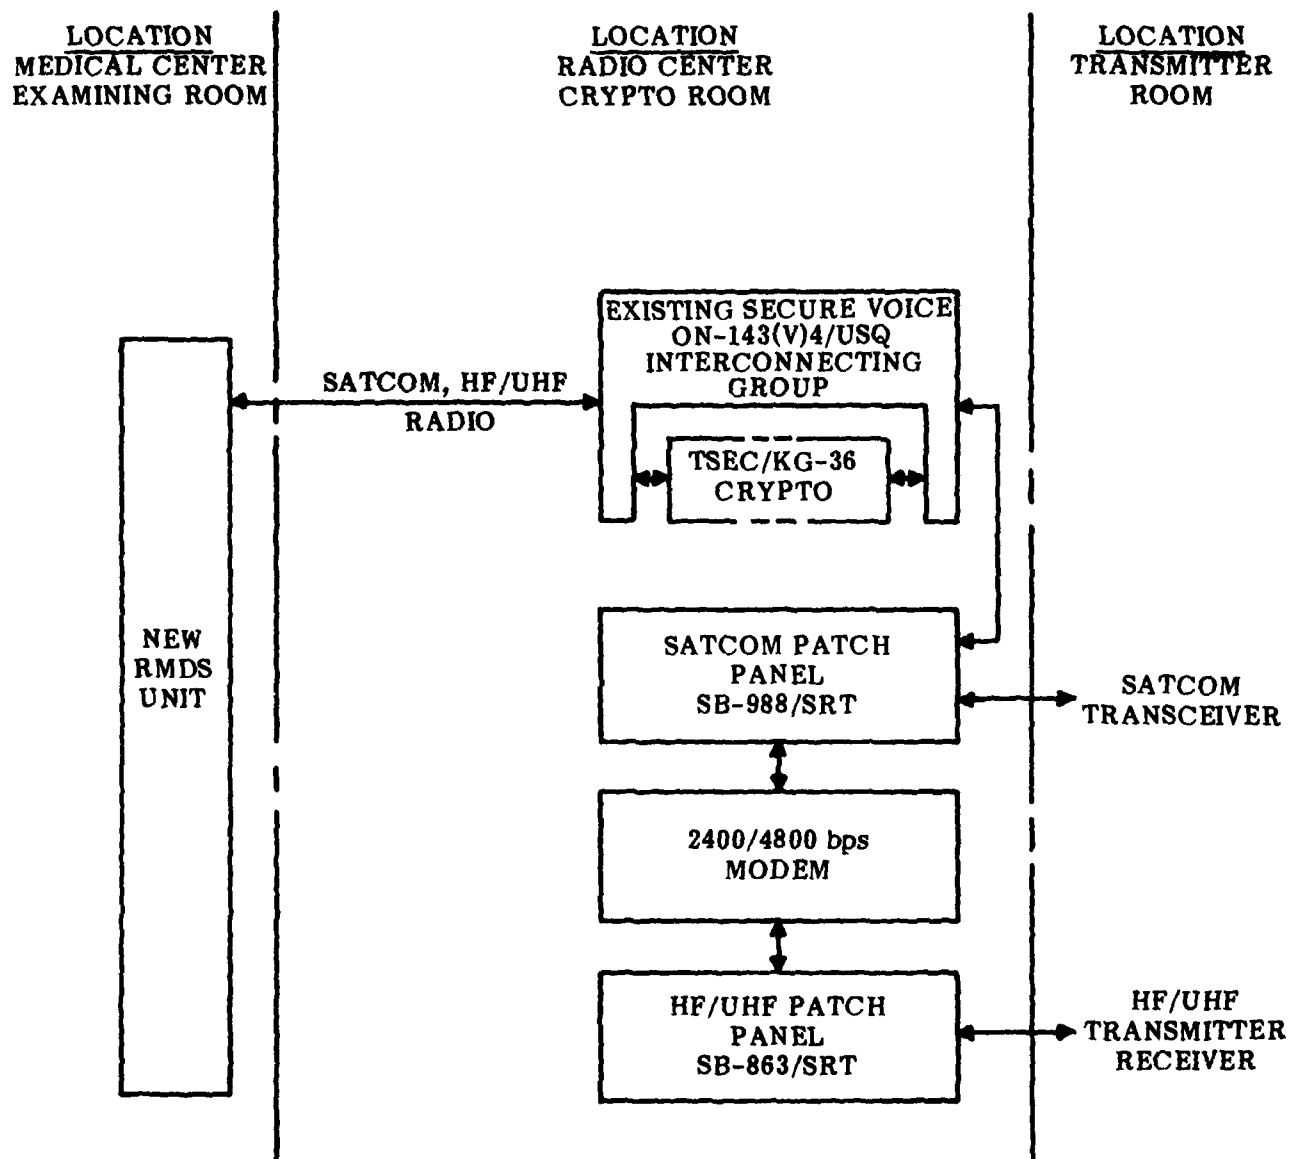 LOCATION
MEDICAL CENTER
EXAMINING ROOM
LOCATION
RADIO CENTER
CRYPTO ROOM
LOCATION
TRANSMITTER
ROOM
EXISTING SECURE VOICE
ON-143(V)4/USQ
INTERCONNECTING
GROUP
SATCOM, HF/UHF
RADIO
TSEC/KG-36
CRYPTO
NEW
RMDS
UNIT
SATCOM PATCH
PANEL
SB-988/SRT
SATCOM
TRANSCEIVER
2400/4800 bps
MODEM
HF/UHF PATCH
PANEL
SB-863/SRT
HF/UHF
TRANSMITTER
RECEIVER